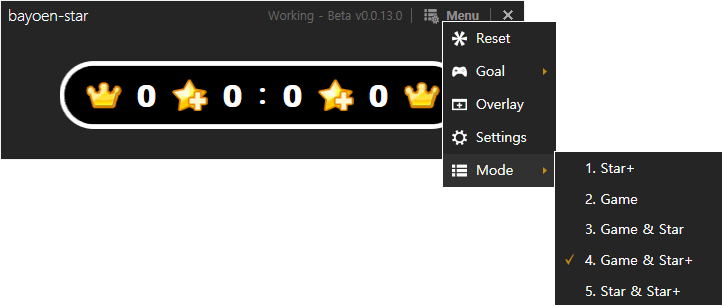 bayoen-star
Working - Beta v0.0.13.0 | Menu | ✕
0 0 : 0 0
Reset
Goal
Overlay
Settings
Mode
1. Star+
2. Game
3. Game & Star
4. Game & Star+
5. Star & Star+